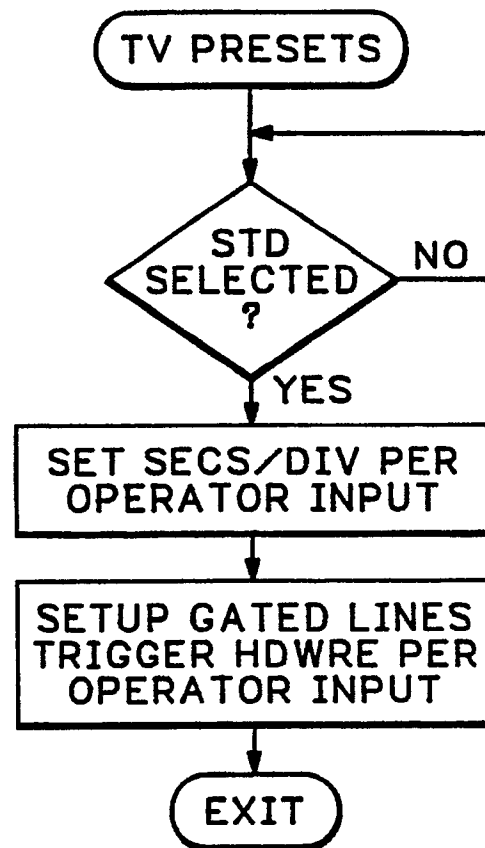 TV PRESETS
STD
SELECTED
?
NO
YES
SET SECS/DIV PER
OPERATOR INPUT
SETUP GATED LINES
TRIGGER HDWRE PER
OPERATOR INPUT
EXIT